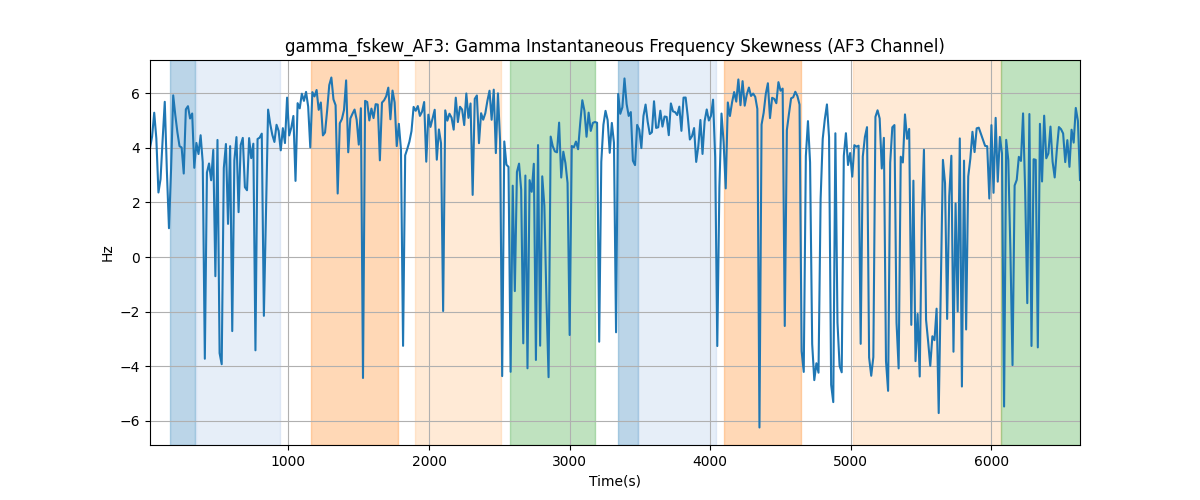 gamma_fskew_AF3: Gamma Instantaneous Frequency Skewness (AF3 Channel)
Hz
6
4
2
0
−2
−4
−6
1000 2000 3000 4000 5000 6000
Time(s)